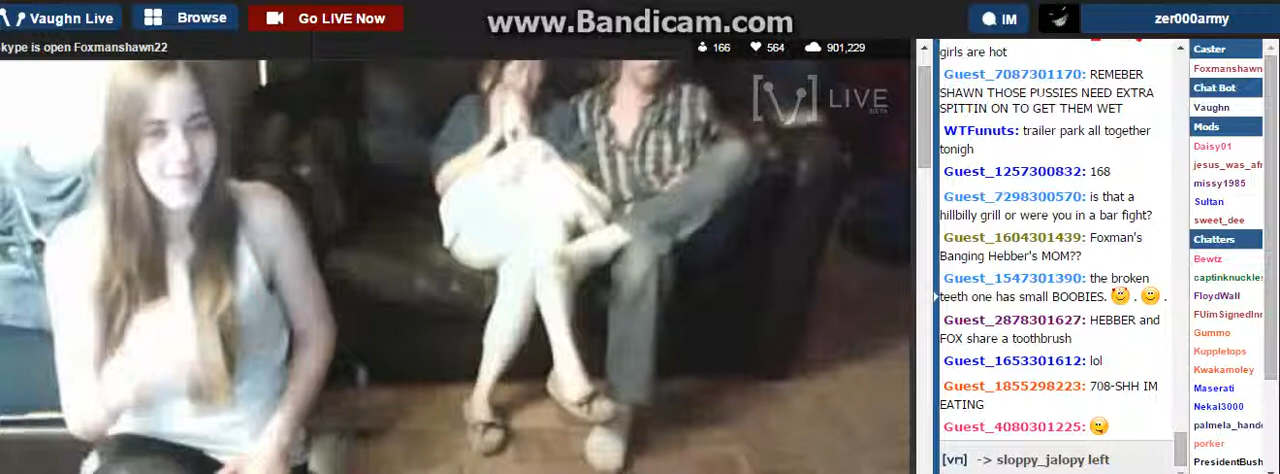 www.Bandicam.com
Vaughn Live
Browse
Go LIVE Now
IM
zer000army
kype is open Foxmanshawn22
166
564
901,229
[V] LIVE
BETA
girls are hot
Guest_7087301170: REMEBER
SHAWN THOSE PUSSIES NEED EXTRA
SPITTIN ON TO GET THEM WET
WTFunuts: trailer park all together
tonigh
Guest_1257300832: 168
Guest_7298300570: is that a
hillbilly grill or were you in a bar fight?
Guest_1604301439: Foxman's
Banging Hebber's MOM??
Guest_1547301390: the broken
teeth one has small BOOBIES. . .
Guest_2878301627: HEBBER and
FOX share a toothbrush
Guest_1653301612: lol
Guest_1855298223: 708-SHH IM
EATING
Guest_4080301225:
[vn] -> sloppy_jalopy left
Caster
Foxmanshawn
Chat Bot
Vaughn
Mods
Daisy01
jesus_was_afr
missy1985
Sultan
sweet_dee
Chatters
Bewtz
captinknuckle
FloydWall
FUimSignedInn
Gummo
Kuppletops
Kwakamoley
Maserati
Nekal3000
palmela_hand
porker
PresidentBush